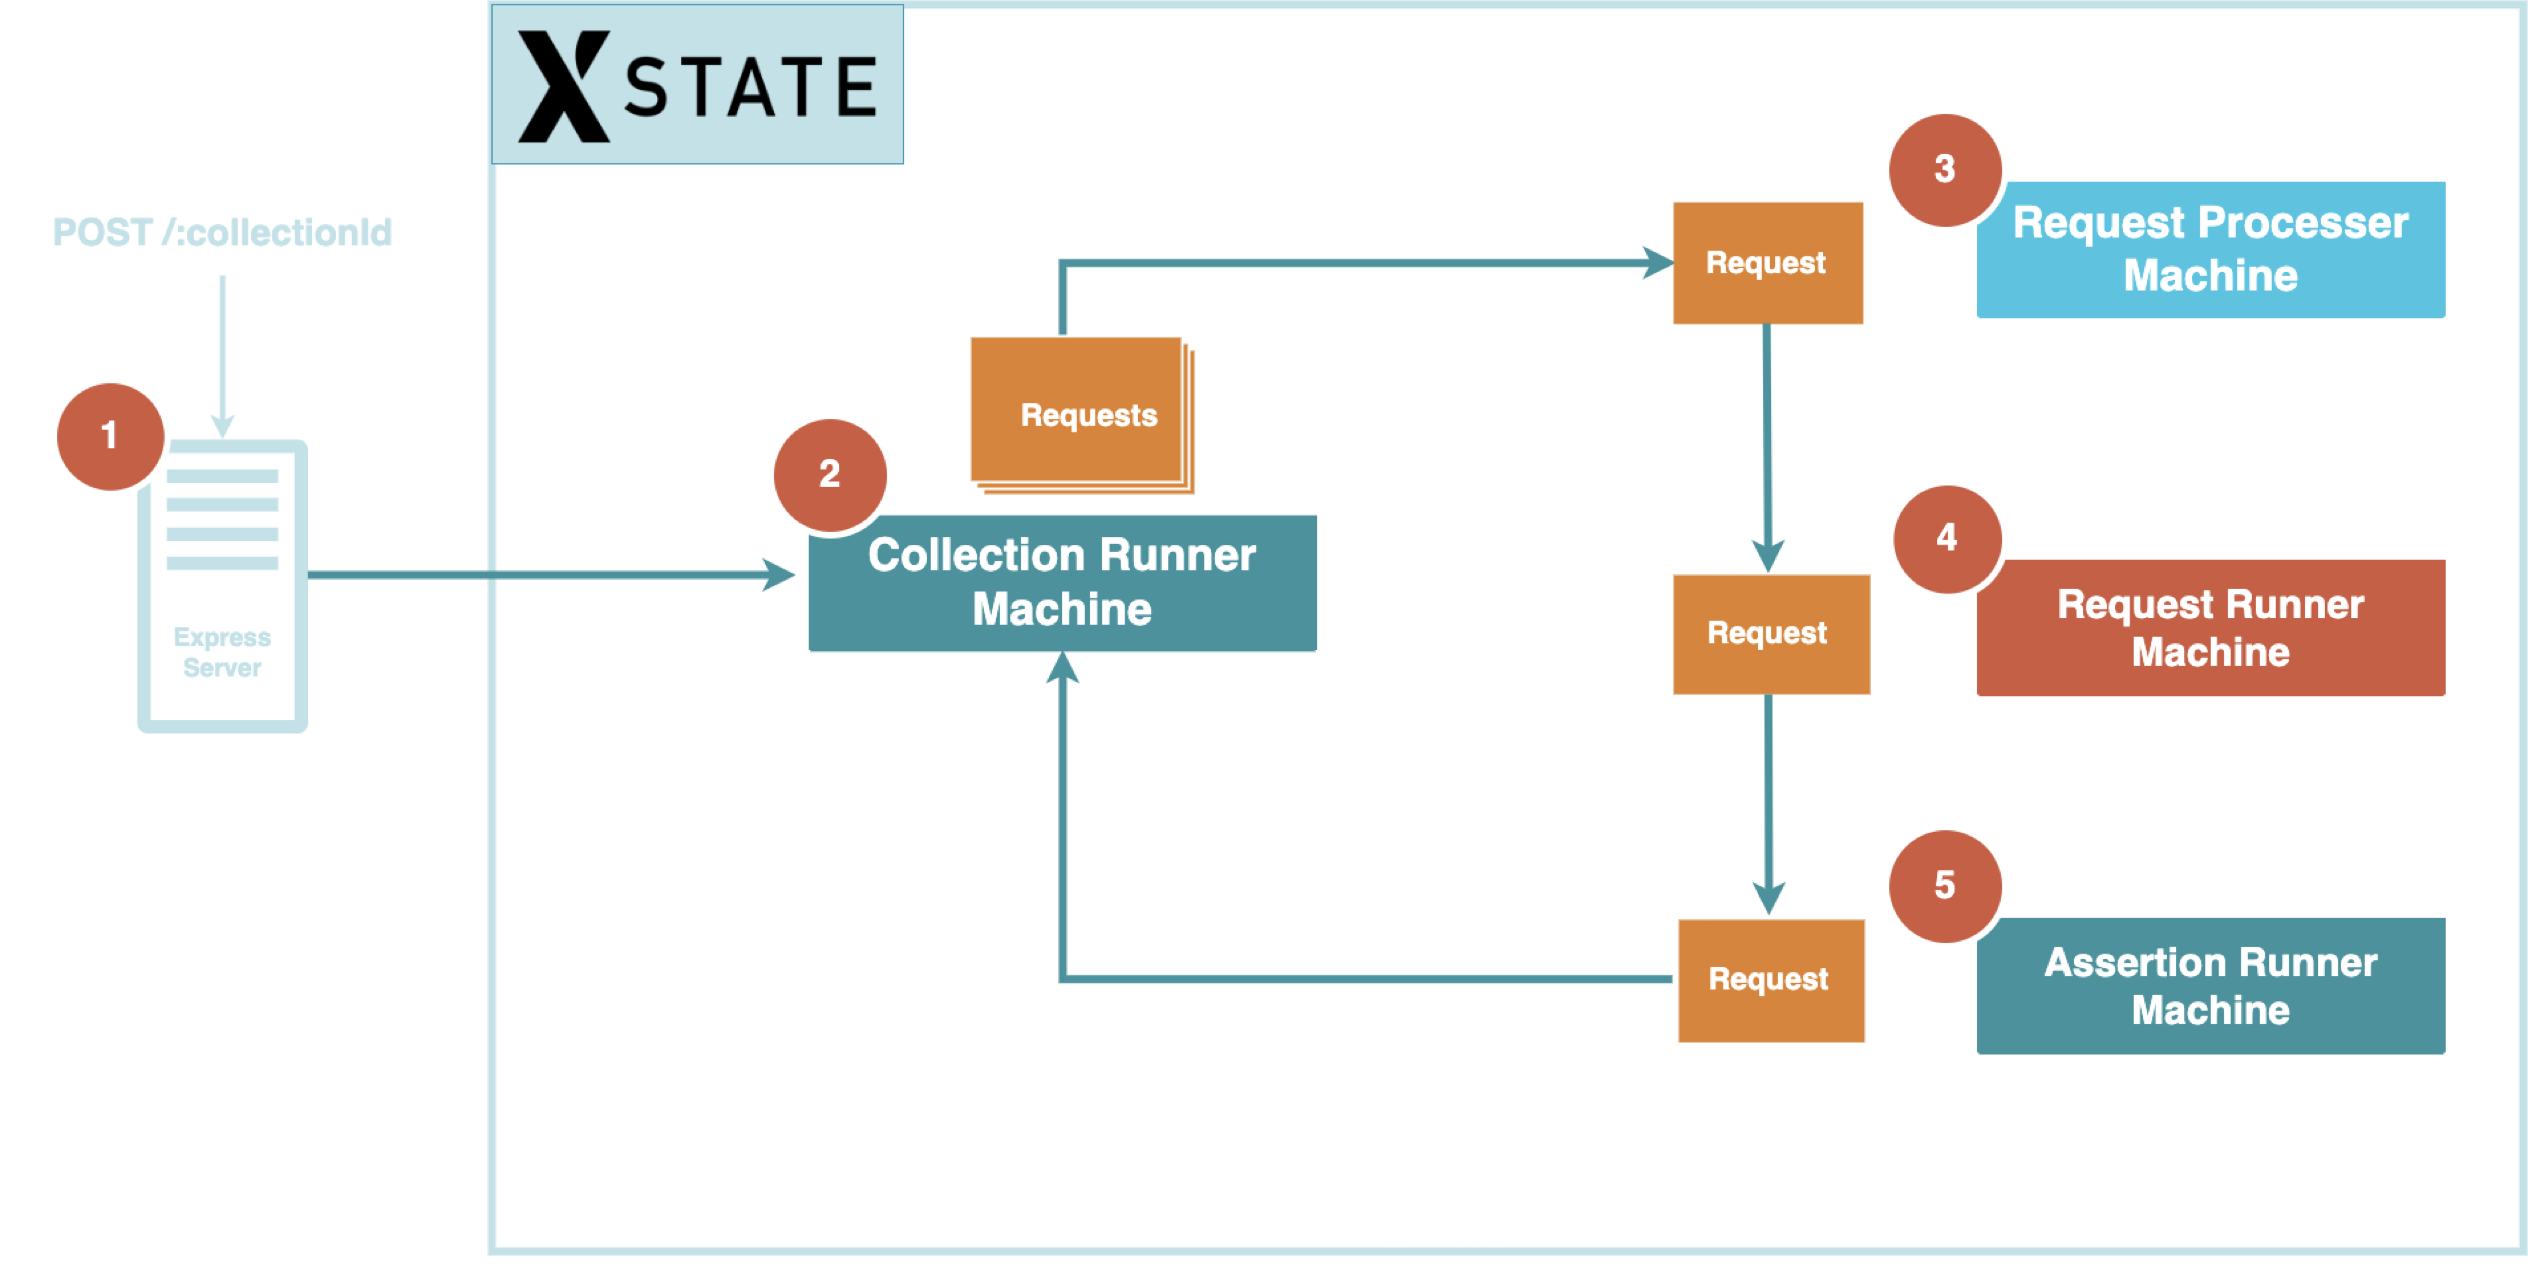 XSTATE
POST /:collectionId
1
Express
Server
2
Requests
Collection Runner
Machine
Request
3
Request Processer
Machine
Request
4
Request Runner
Machine
Request
5
Assertion Runner
Machine